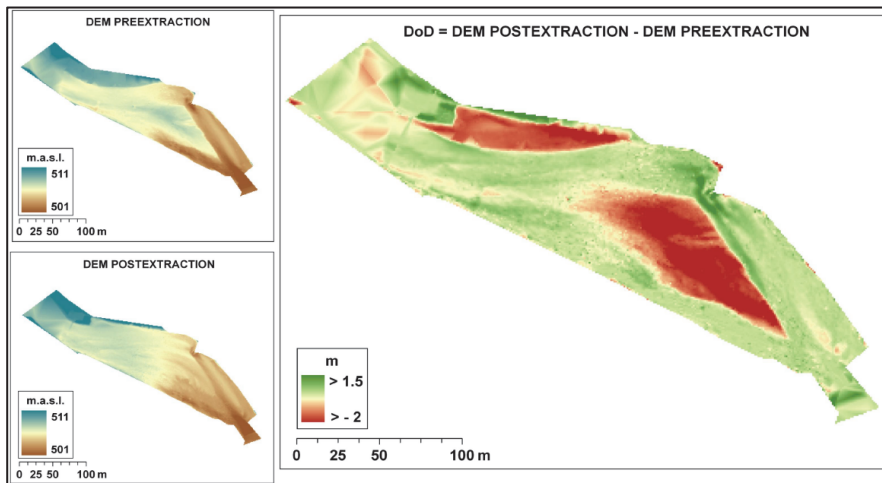 DEM PREEXTRACTION
m.a.s.l.
511
501
0 25 50 100 m
DEM POSTEXTRACTION
m.a.s.l.
511
501
0 25 50 100 m
DoD = DEM POSTEXTRACTION - DEM PREEXTRACTION
m
> 1.5
> - 2
0 25 50 100 m